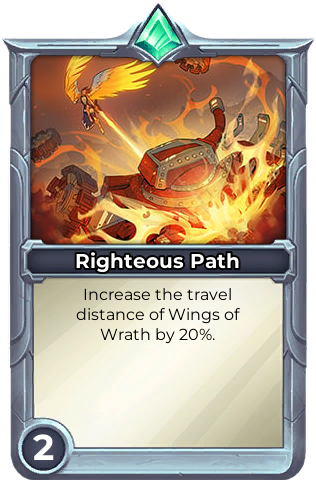 Righteous Path
Increase the travel
distance of Wings of
Wrath by 20%.
2